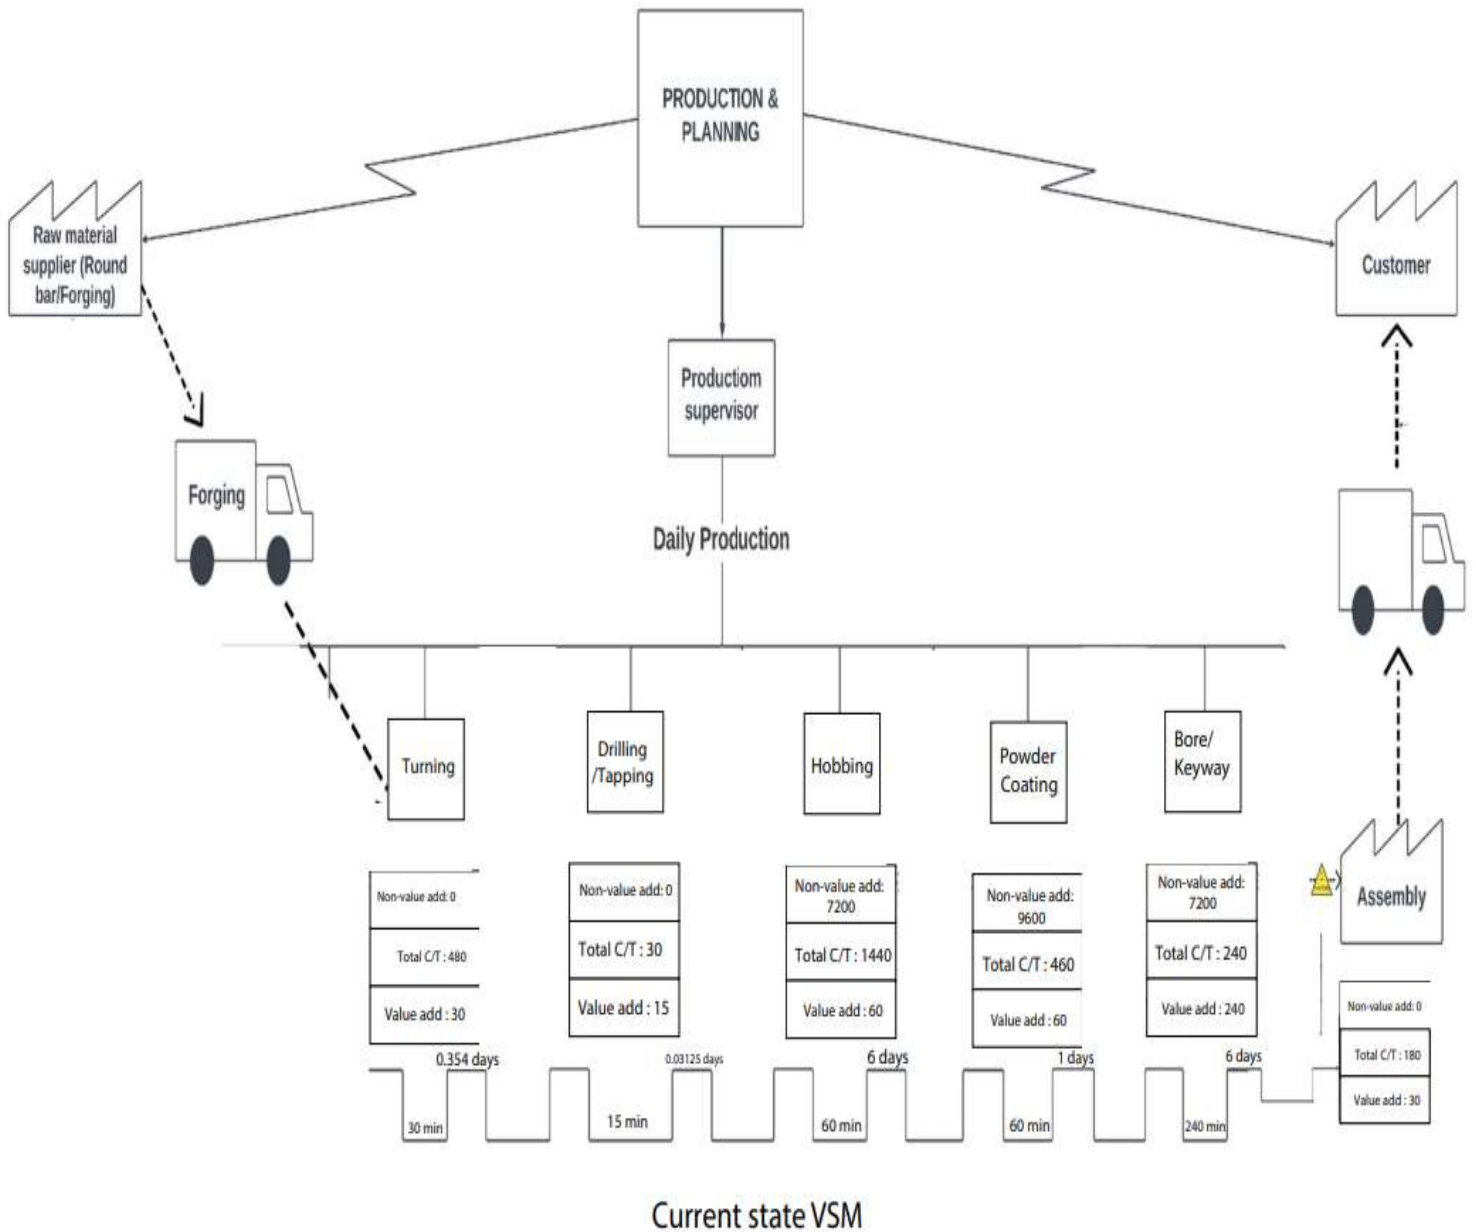 PRODUCTION &
PLANNING
Raw material
supplier (Round
bar/Forging)
Customer
Productiom
supervisor
Forging
Daily Production
Turning
Drilling
/Tapping
Hobbing
Powder
Coating
Bore/
Keyway
Assembly
Non-value add: 0
Total C/T : 480
Value add : 30
Non-value add: 0
Total C/T : 30
Value add : 15
Non-value add:
7200
Total C/T : 1440
Value add : 60
Non-value add:
9600
Total C/T : 460
Value add : 60
Non-value add:
7200
Total C/T : 240
Value add : 240
Non-value add: 0
Total C/T : 180
Value add : 30
0.354 days
0.03125 days
6 days
1 days
6 days
30 min
15 min
60 min
60 min
240 min
Current state VSM